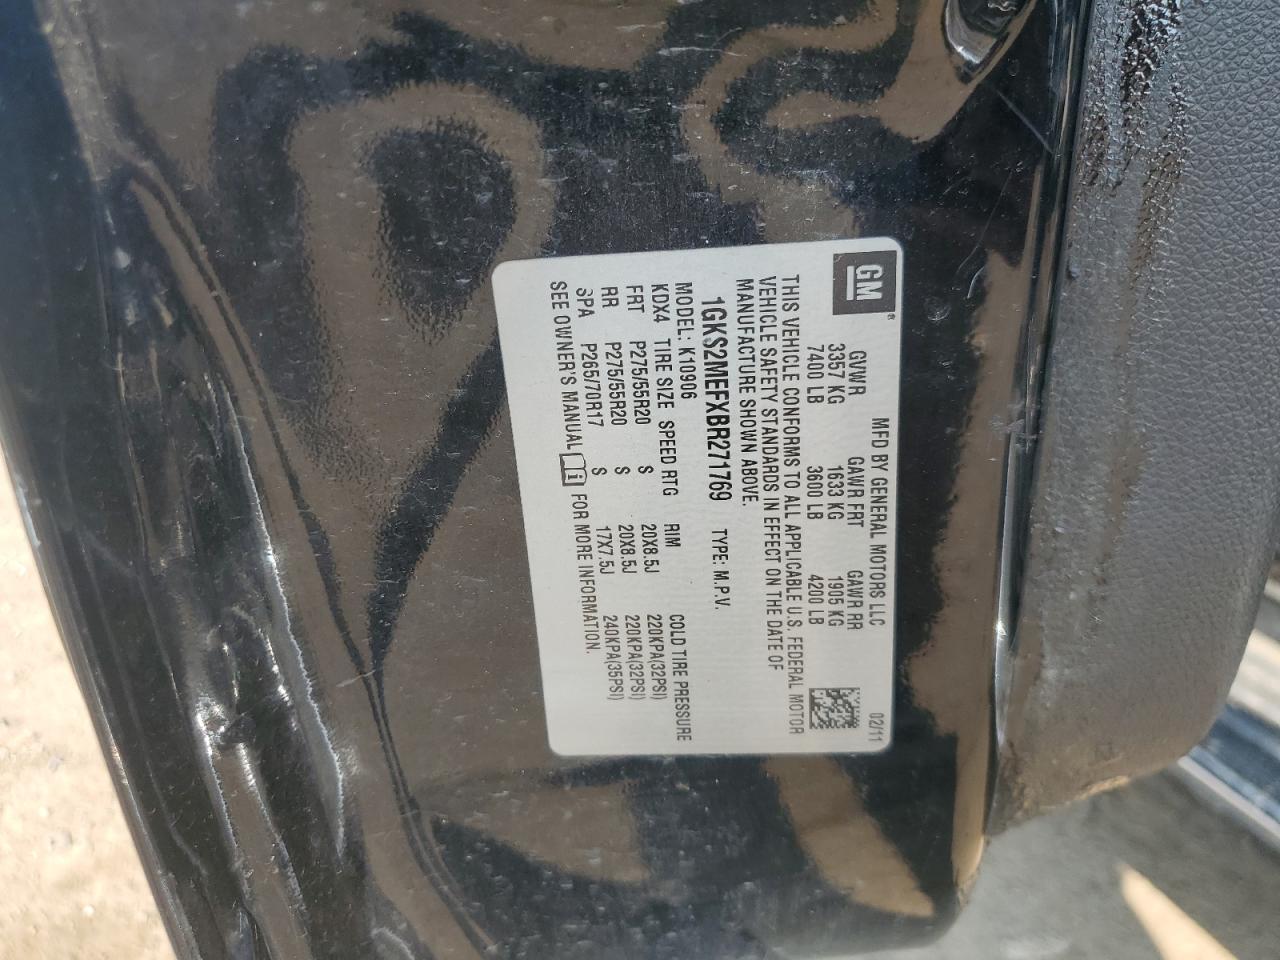 GM®
MFD BY GENERAL MOTORS LLC 02/11
GVWR GAWR FRT GAWR RR
3357 KG 1633 KG 1905 KG
7400 LB 3600 LB 4200 LB
THIS VEHICLE CONFORMS TO ALL APPLICABLE U.S. FEDERAL MOTOR
VEHICLE SAFETY STANDARDS IN EFFECT ON THE DATE OF
MANUFACTURE SHOWN ABOVE.
1GKS2MEFXBR271769 TYPE: M.P.V.
MODEL: K10906
KDX4 TIRE SIZE SPEED RTG RIM COLD TIRE PRESSURE
FRT P275/55R20 S 20X8.5J 220KPA(32PSI)
RR P275/55R20 S 20X8.5J 220KPA(32PSI)
SPA P265/70R17 S 17X7.5J 240KPA(35PSI)
SEE OWNER'S MANUAL i FOR MORE INFORMATION.